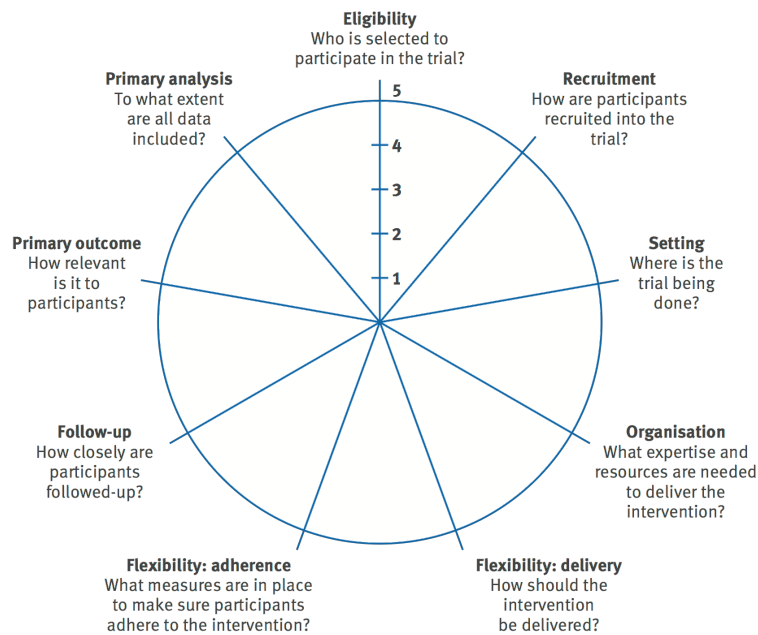 Eligibility
Who is selected to
participate in the trial?
Recruitment
How are participants
recruited into the
trial?
Setting
Where is the
trial being
done?
Organisation
What expertise and
resources are needed
to deliver the
intervention?
Flexibility: delivery
How should the
intervention
be delivered?
Flexibility: adherence
What measures are in place
to make sure participants
adhere to the intervention?
Follow-up
How closely are
participants
followed-up?
Primary outcome
How relevant
is it to
participants?
Primary analysis
To what extent
are all data
included?
5
4
3
2
1